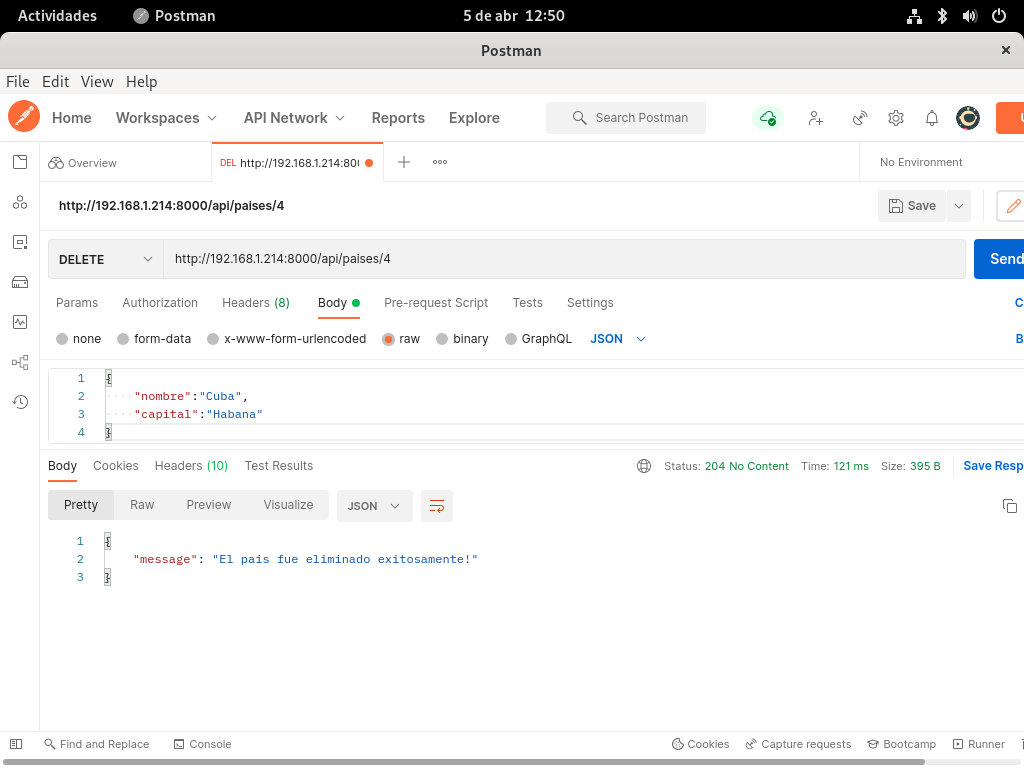 Actividades Postman 5 de abr 12:50
Postman
File Edit View Help
Home Workspaces API Network Reports Explore Search Postman
Overview DEL http://192.168.1.214:800 No Environment
http://192.168.1.214:8000/api/paises/4 Save
DELETE http://192.168.1.214:8000/api/paises/4 Send
Params Authorization Headers (8) Body Pre-request Script Tests Settings C
none form-data x-www-form-urlencoded raw binary GraphQL JSON B
1 {
2 "nombre":"Cuba",
3 "capital":"Habana"
4 }
Body Cookies Headers (10) Test Results Status: 204 No Content Time: 121 ms Size: 395 B Save Resp
Pretty Raw Preview Visualize JSON
1 {
2 "message": "El pais fue eliminado exitosamente!"
3 }
Find and Replace Console Cookies Capture requests Bootcamp Runner